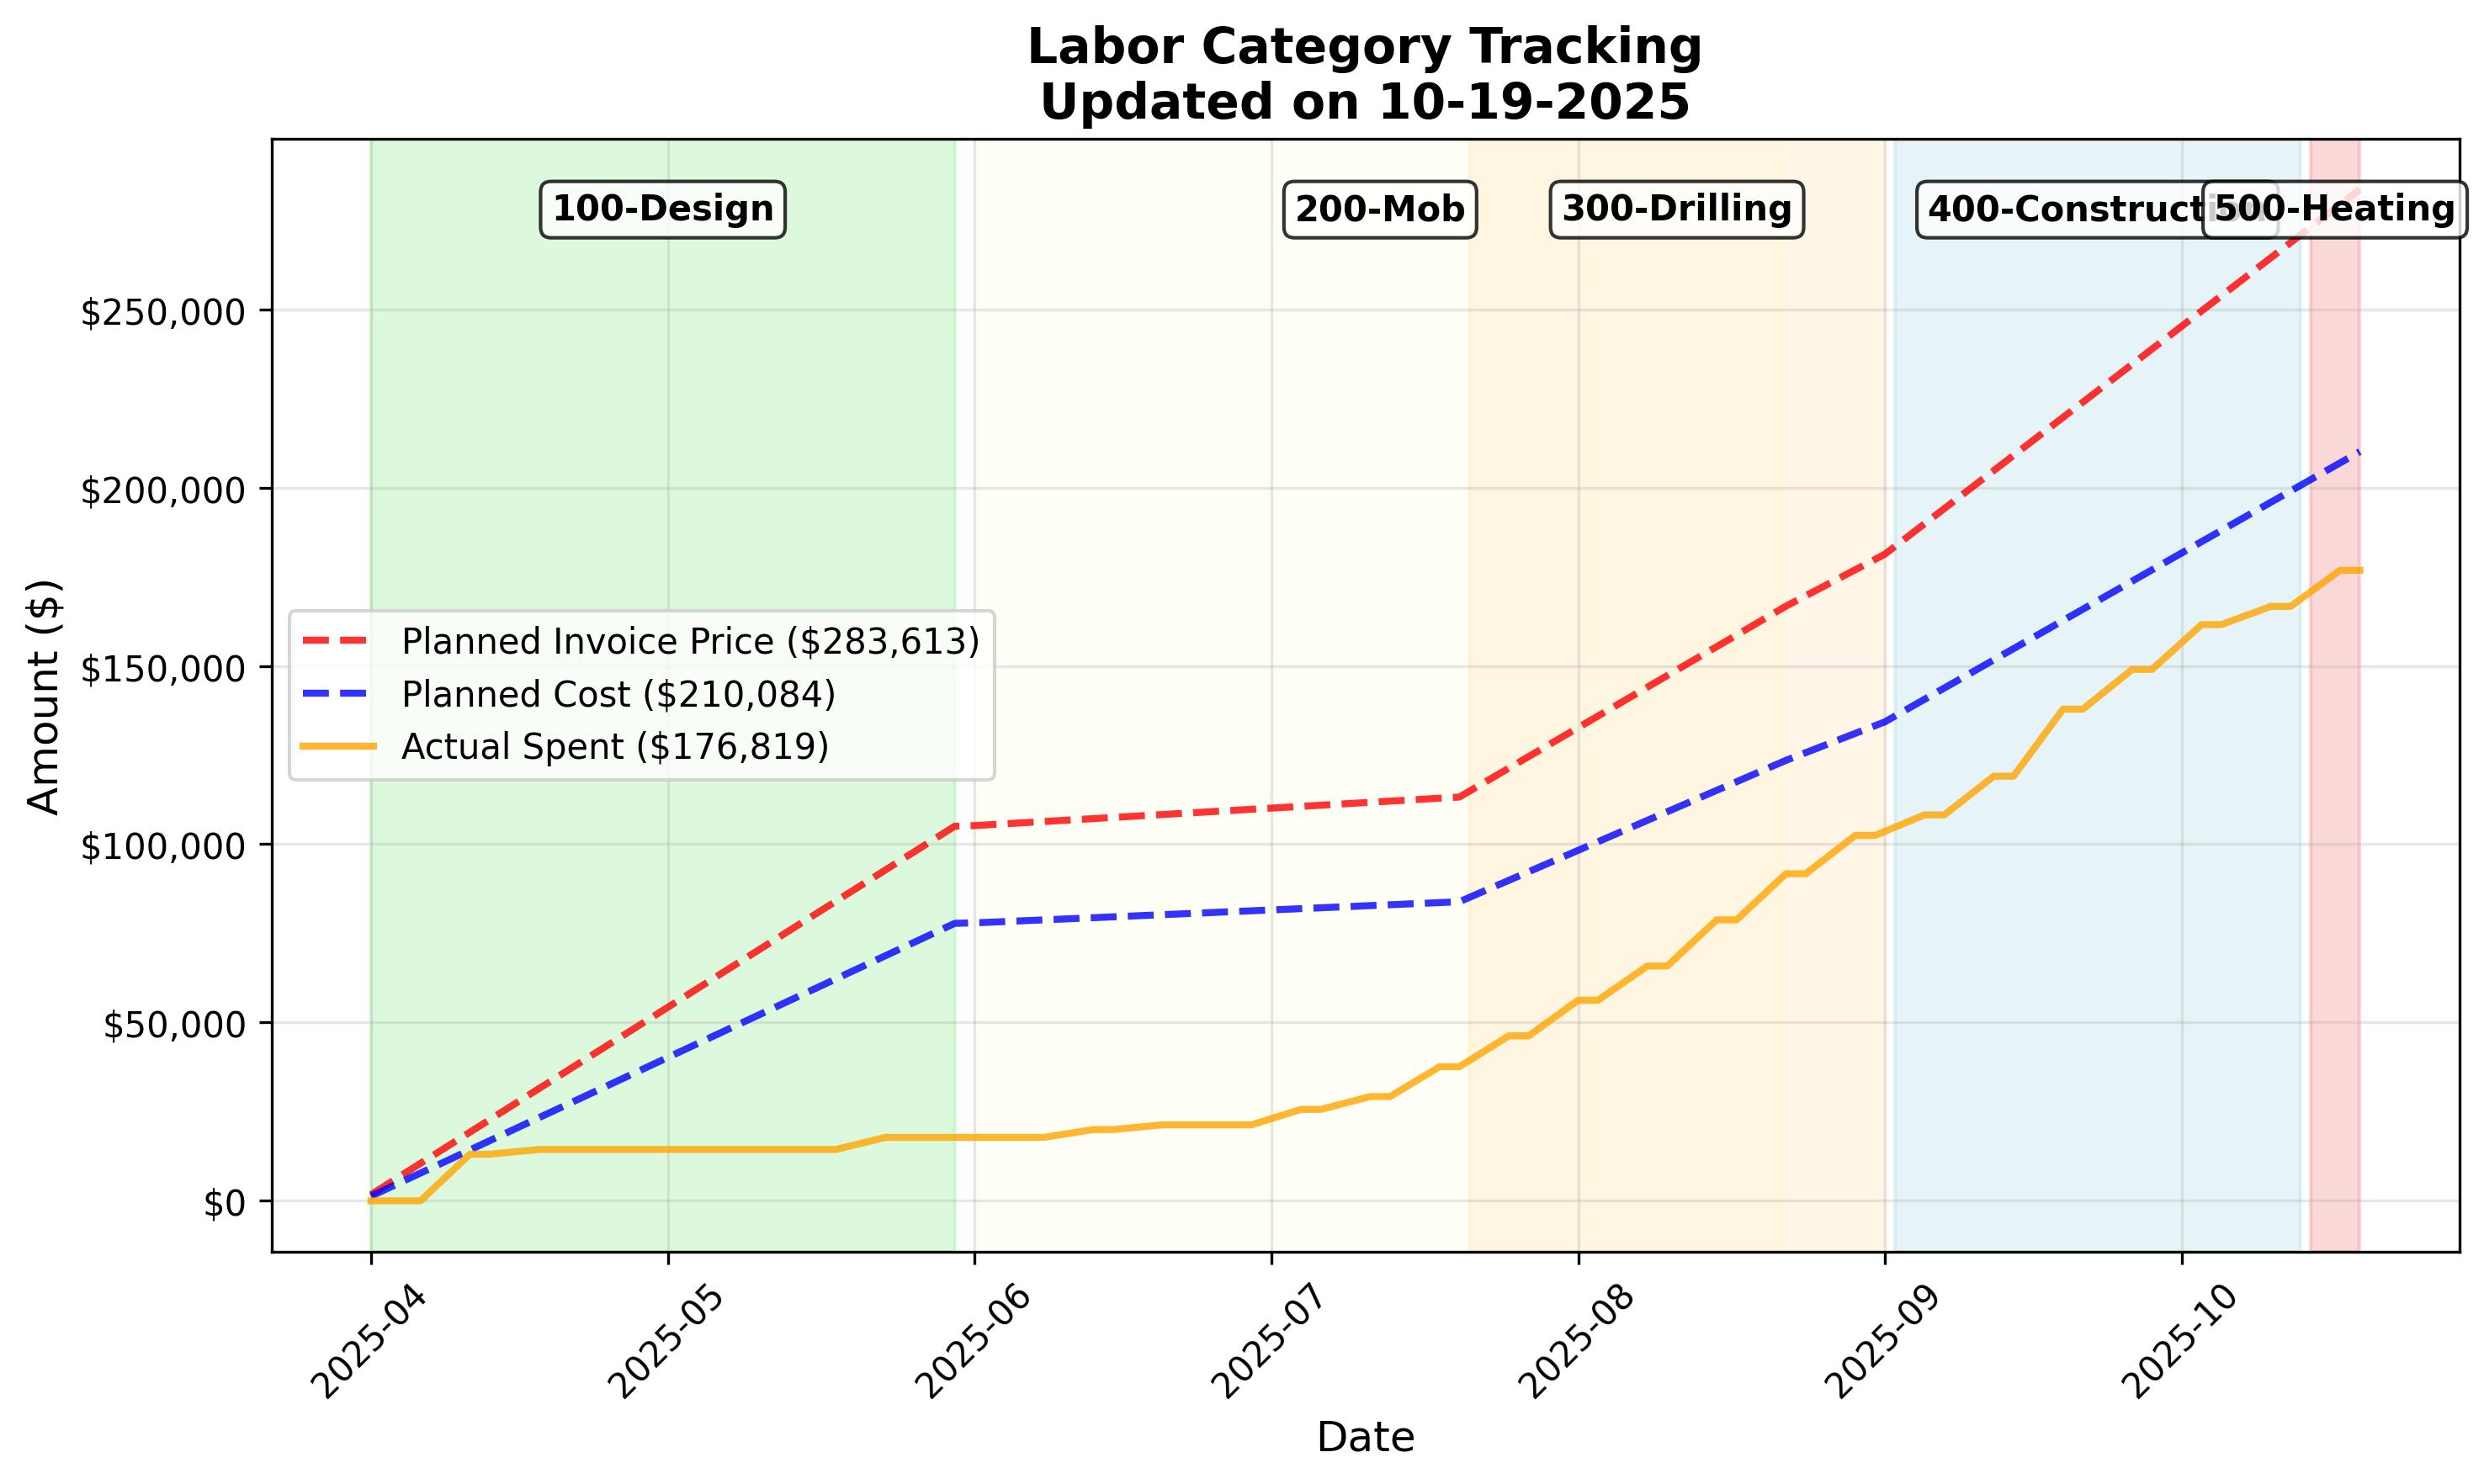 Labor Category Tracking
Updated on 10-19-2025
100-Design
200-Mob
300-Drilling
400-Construction
500-Heating
$250,000
$200,000
$150,000
$100,000
$50,000
$0
Amount ($)
Planned Invoice Price ($283,613)
Planned Cost ($210,084)
Actual Spent ($176,819)
2025-04
2025-05
2025-06
2025-07
2025-08
2025-09
2025-10
Date